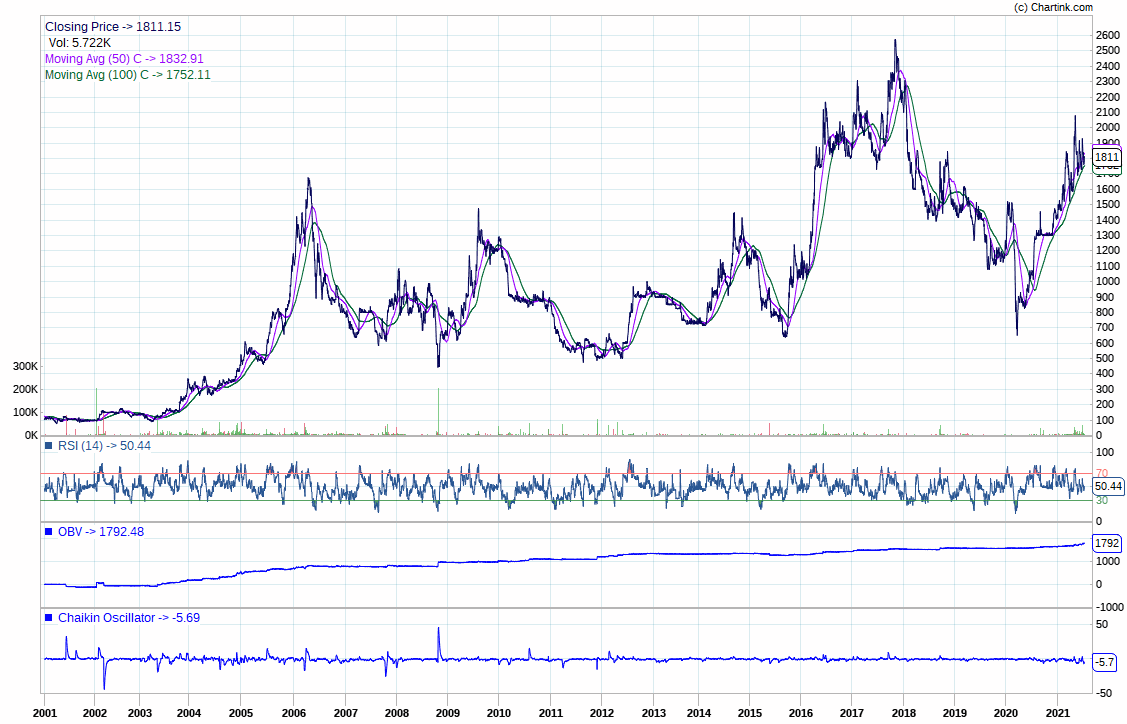 (c) Chartink.com
Closing Price -> 1811.15
Vol: 5.722K
Moving Avg (50) C -> 1832.91
Moving Avg (100) C -> 1752.11
2600
2500
2400
2300
2200
2100
2000
1900
1811
1600
1500
1400
1300
1200
1100
1000
900
800
700
600
500
400
300
200
100
0
300K
200K
100K
0K
RSI (14) -> 50.44
100
70
50.44
30
0
OBV -> 1792.48
1792
1000
0
-1000
Chaikin Oscillator -> -5.69
50
-5.7
-50
2001 2002 2003 2004 2005 2006 2007 2008 2009 2010 2011 2012 2013 2014 2015 2016 2017 2018 2019 2020 2021